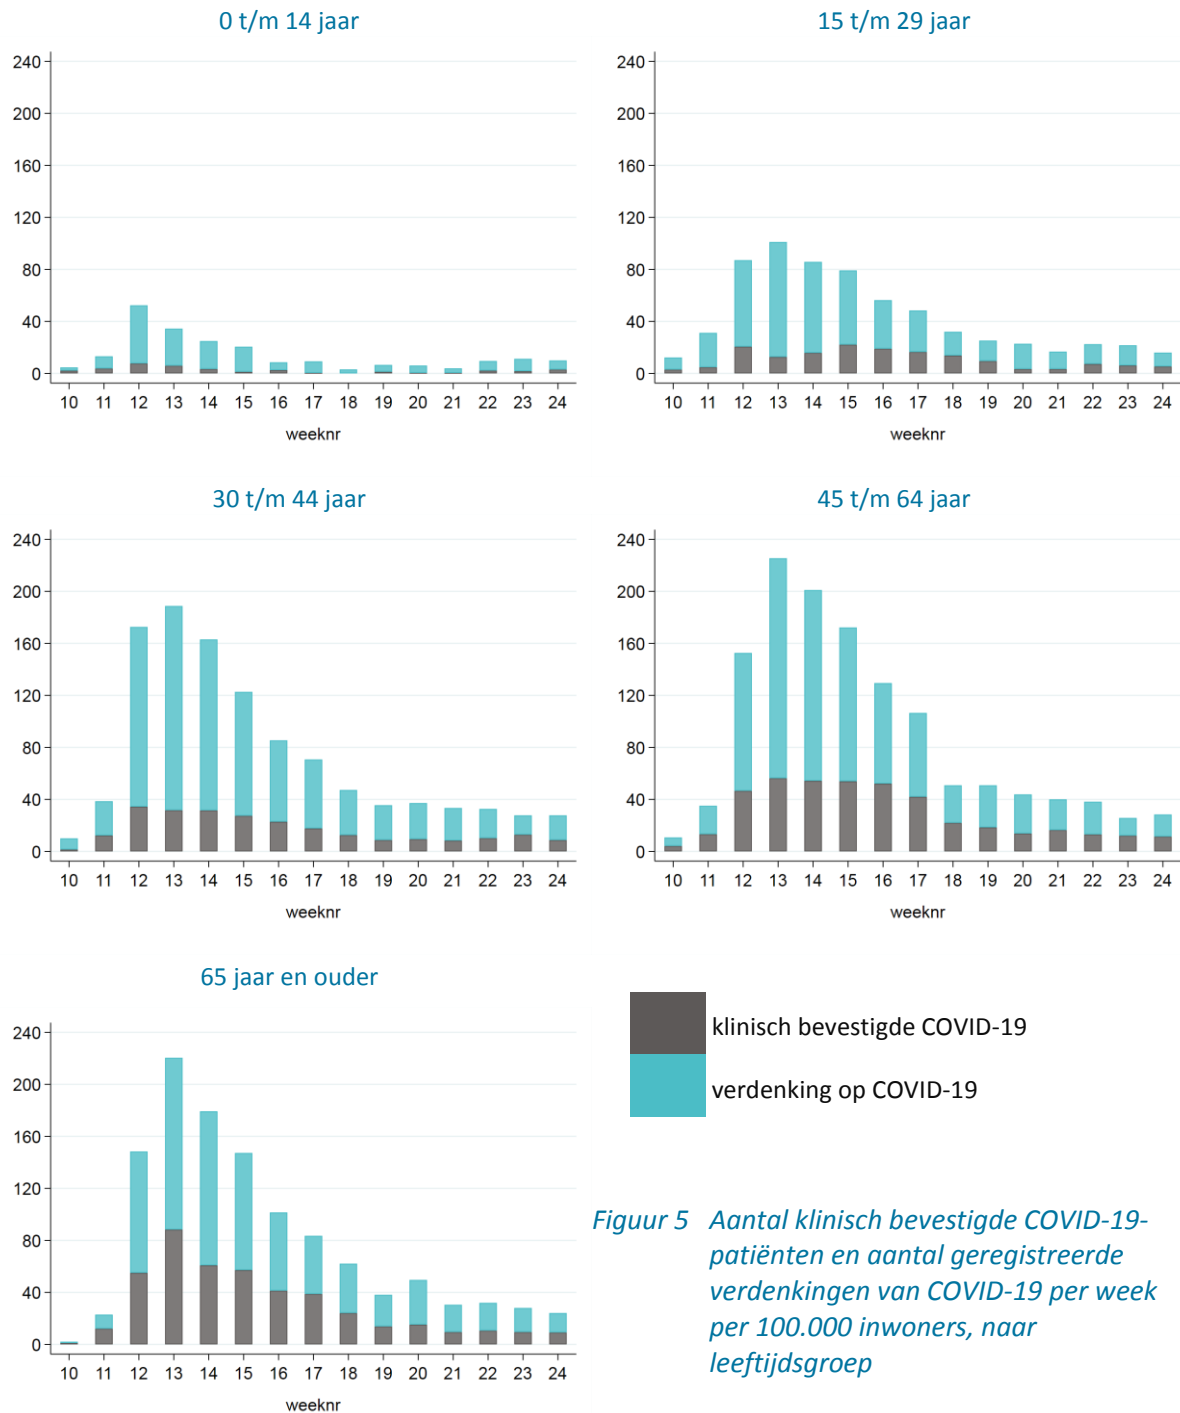 0 t/m 14 jaar
240
200
160
120
80
40
0
10 11 12 13 14 15 16 17 18 19 20 21 22 23 24
weeknr
15 t/m 29 jaar
240
200
160
120
80
40
0
10 11 12 13 14 15 16 17 18 19 20 21 22 23 24
weeknr
30 t/m 44 jaar
240
200
160
120
80
40
0
10 11 12 13 14 15 16 17 18 19 20 21 22 23 24
weeknr
45 t/m 64 jaar
240
200
160
120
80
40
0
10 11 12 13 14 15 16 17 18 19 20 21 22 23 24
weeknr
65 jaar en ouder
240
200
160
120
80
40
0
10 11 12 13 14 15 16 17 18 19 20 21 22 23 24
weeknr
klinisch bevestigde COVID-19
verdenking op COVID-19
Figuur 5 Aantal klinisch bevestigde COVID-19-
patiënten en aantal geregistreerde
verdenkingen van COVID-19 per week
per 100.000 inwoners, naar
leeftijdsgroep